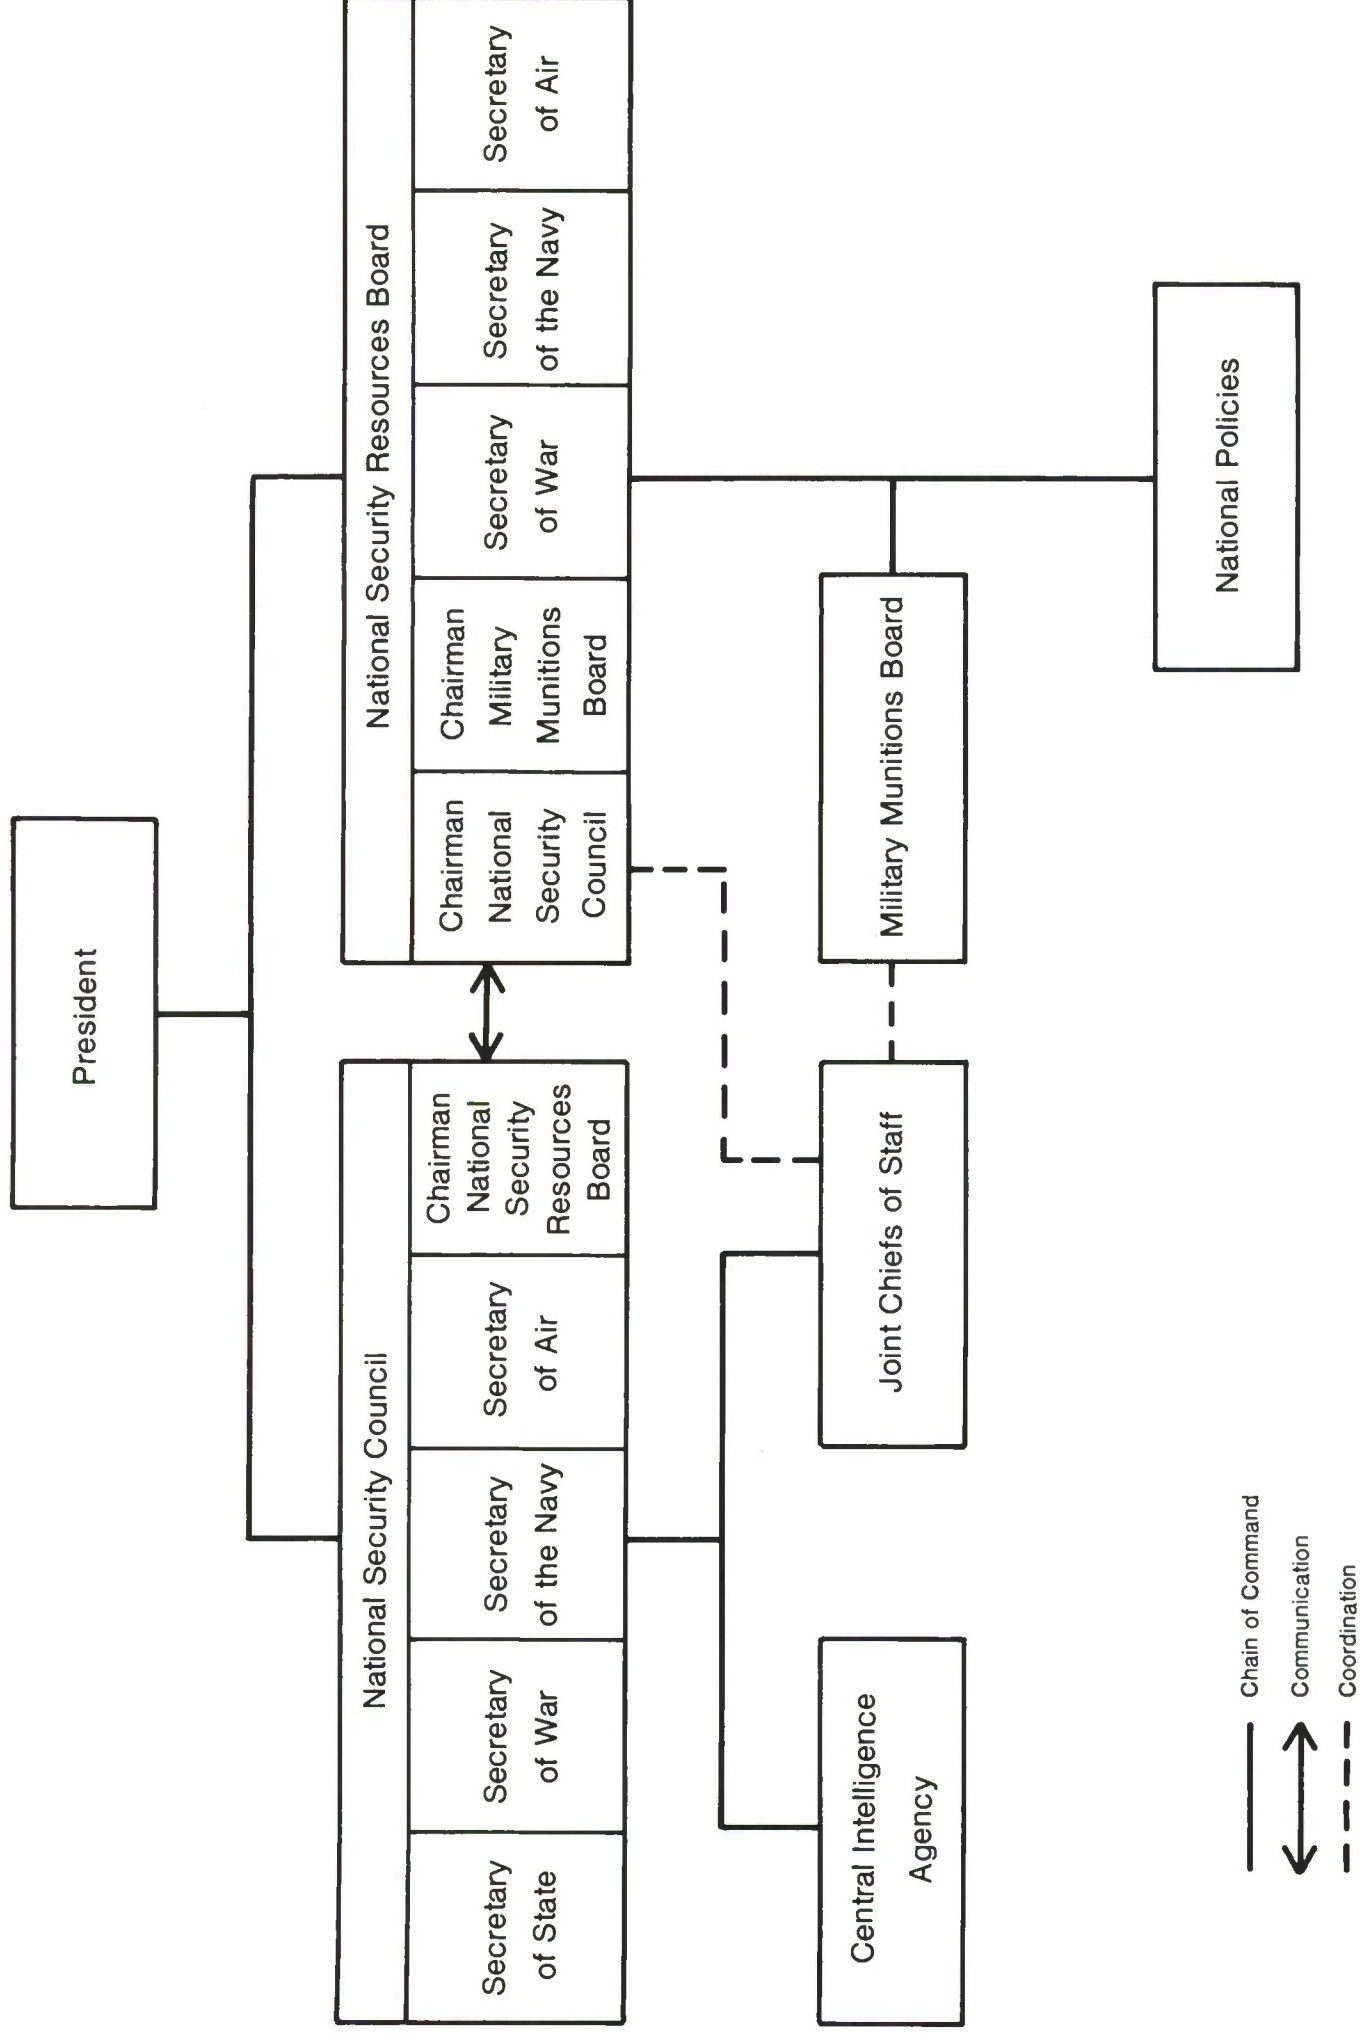 President
National Security Council
Secretary
of State
Secretary
of War
Secretary
of the Navy
Secretary
of Air
Chairman
National
Security
Resources
Board
National Security Resources Board
Chairman
National
Security
Council
Chairman
Military
Munitions
Board
Secretary
of War
Secretary
of the Navy
Secretary
of Air
Central Intelligence
Agency
Joint Chiefs of Staff
Military Munitions Board
National Policies
Chain of Command
Communication
Coordination